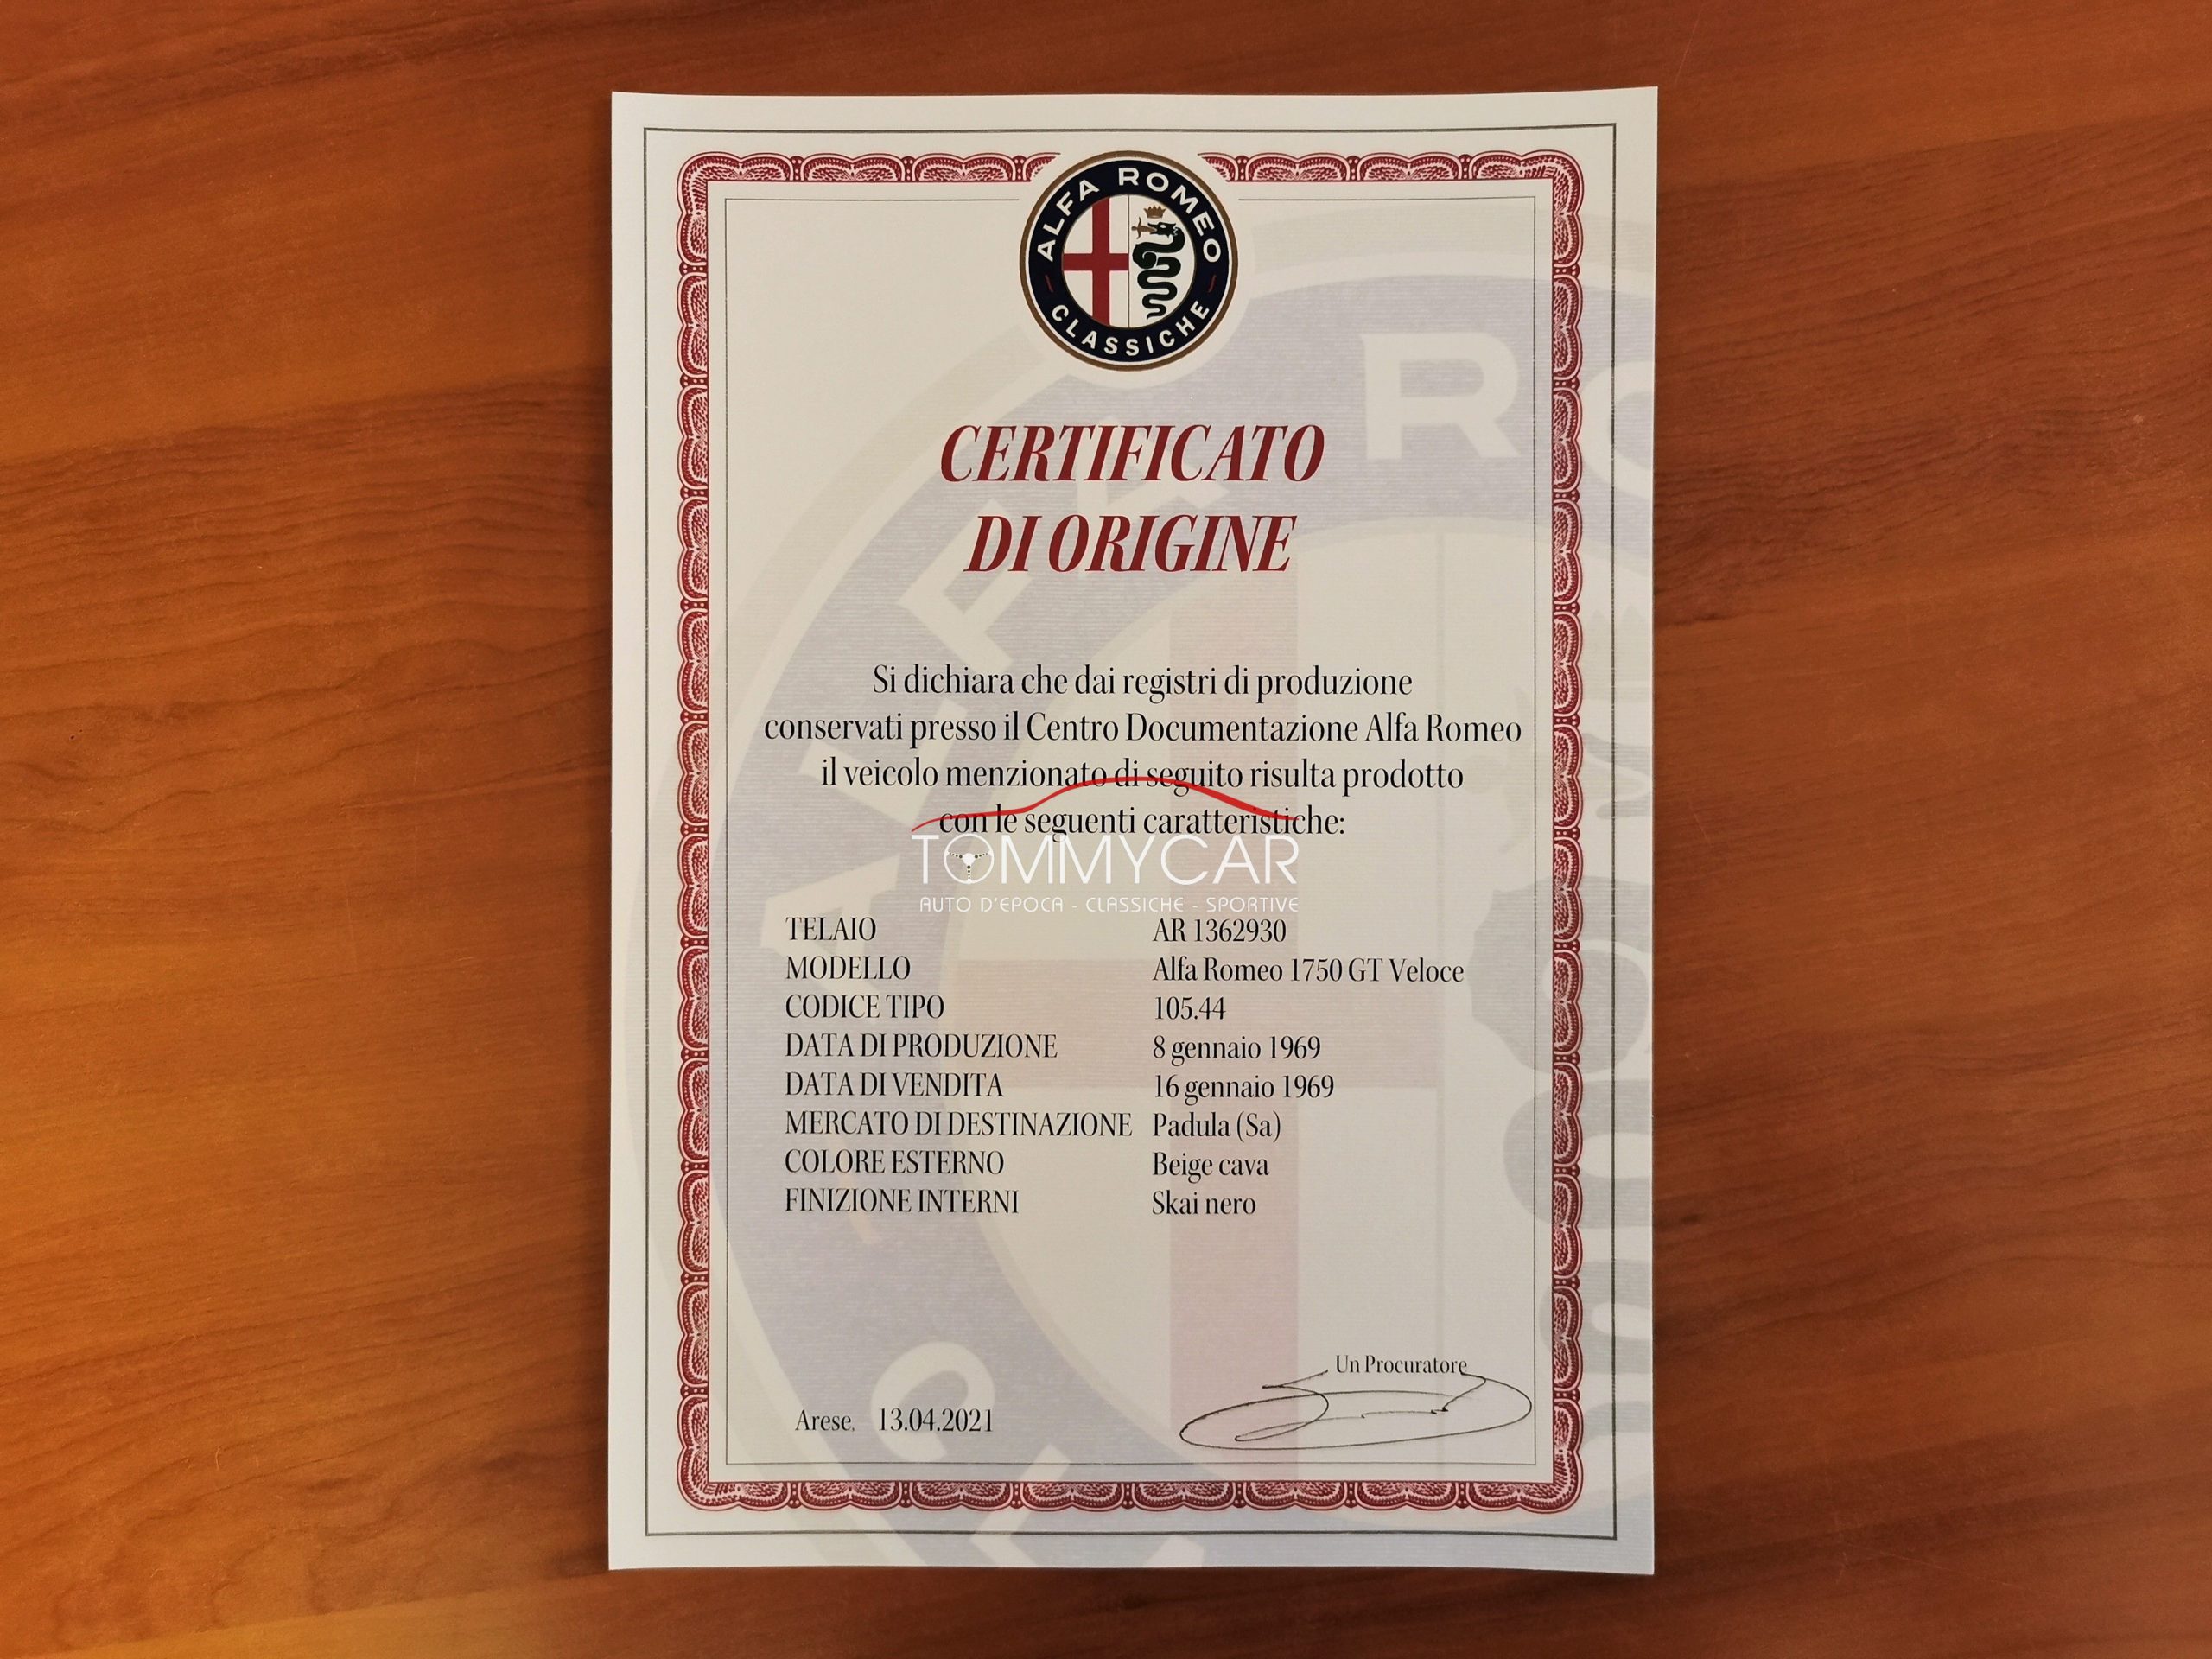 ALFA ROMEO
CLASSICHE
CERTIFICATO
DI ORIGINE
Si dichiara che dai registri di produzione
conservati presso il Centro Documentazione Alfa Romeo
il veicolo menzionato di seguito risulta prodotto
con le seguenti caratteristiche:
TOMMYCAR
AUTO D'EPOCA - CLASSICHE - SPORTIVE
TELAIO AR 1362930
MODELLO Alfa Romeo 1750 GT Veloce
CODICE TIPO 105.44
DATA DI PRODUZIONE 8 gennaio 1969
DATA DI VENDITA 16 gennaio 1969
MERCATO DI DESTINAZIONE Padula (Sa)
COLORE ESTERNO Beige cava
FINIZIONE INTERNI Skai nero
Un Procuratore
Arese, 13.04.2021